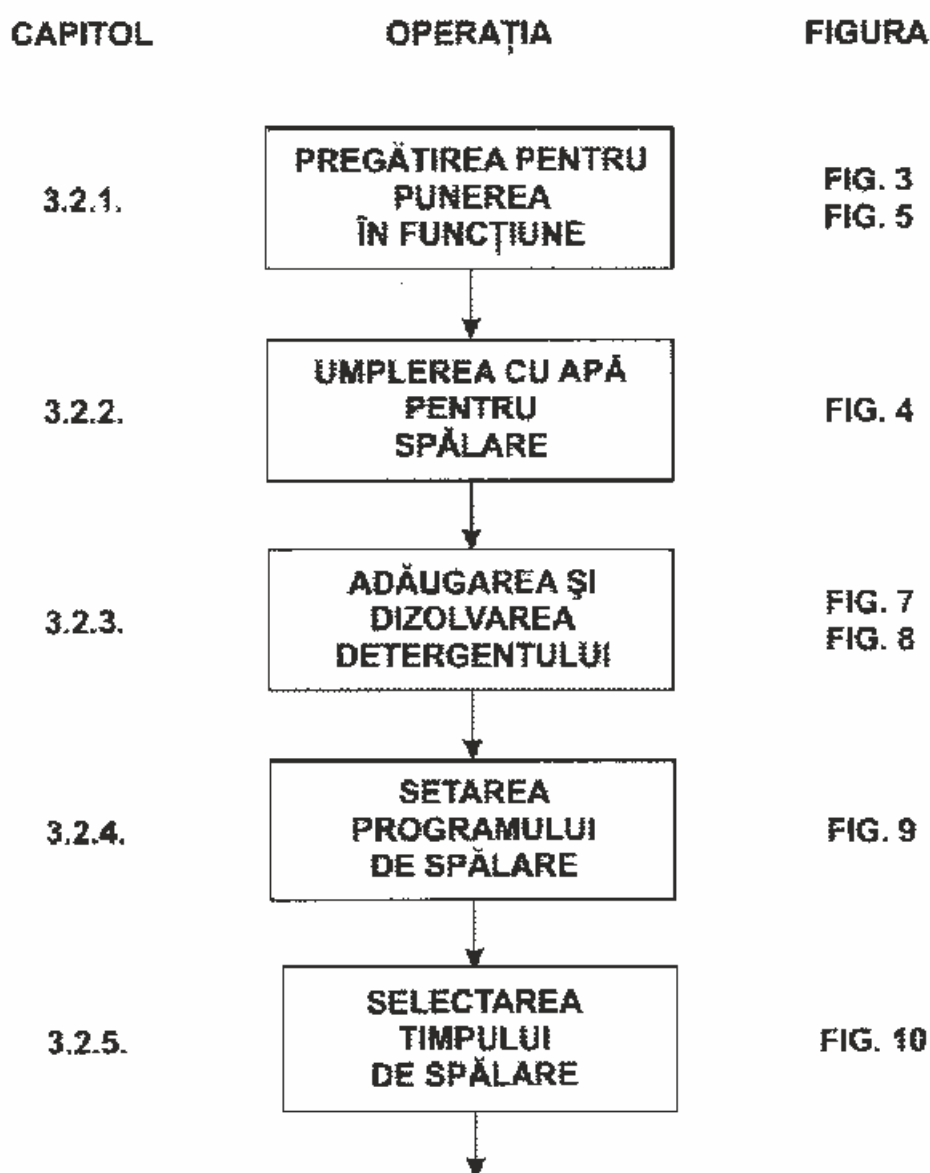 CAPITOL OPERAȚIA FIGURA
PREGĂTIREA PENTRU
PUNEREA
ÎN FUNCȚIUNE
3.2.1.
FIG. 3
FIG. 5
UMPLEREA CU APĂ
PENTRU
SPĂLARE
3.2.2.
FIG. 4
ADĂUGAREA ŞI
DIZOLVAREA
DETERGENTULUI
3.2.3.
FIG. 7
FIG. 8
SETAREA
PROGRAMULUI
DE SPĂLARE
3.2.4.
FIG. 9
SELECTAREA
TIMPULUI
DE SPĂLARE
3.2.5.
FIG. 10